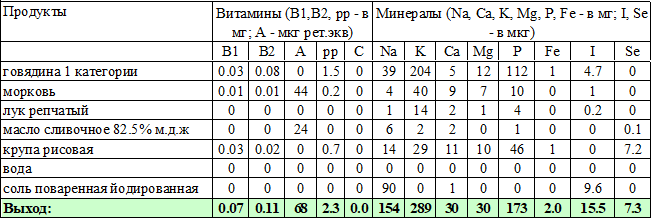 Продукты Витамины (B1,B2, pp - в мг; A - мкг рет.экв) Минералы (Na, Ca, K, Mg, P, Fe - в мг; I, Se - в мкг)
B1 B2 A pp C Na K Ca Mg P Fe I Se
говядина 1 категории 0.03 0.08 0 1.5 0 39 204 5 12 112 1 4.7 0
морковь 0.01 0.01 44 0.2 0 4 40 9 7 10 0 1 0
лук репчатый 0 0 0 0 0 1 14 2 1 4 0 0.2 0
масло сливочное 82.5% м.д.ж 0 0 24 0 0 6 2 2 0 1 0 0 0.1
крупа рисовая 0.03 0.02 0 0.7 0 14 29 11 10 46 1 0 7.2
вода 0 0 0 0 0 0 0 0 0 0 0 0 0
соль поваренная йодированная 0 0 0 0 0 90 0 1 0 0 0 9.6 0
Выход: 0.07 0.11 68 2.3 0.0 154 289 30 30 173 2.0 15.5 7.3